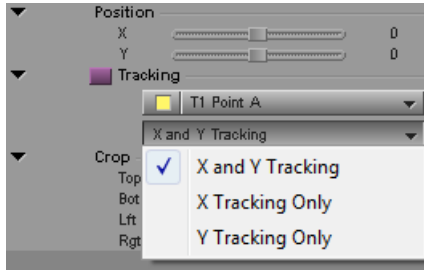 Position
X 0
Y 0
Tracking
T1 Point A
X and Y Tracking
Crop
X and Y Tracking
Top
Bot
X Tracking Only
Lft
Rgt
Y Tracking Only